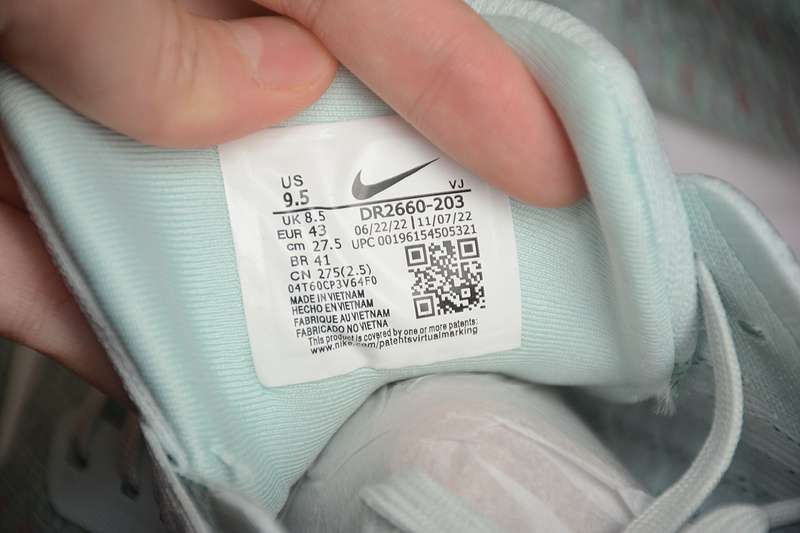 US
9.5
VJ
UK 8.5
DR2660-203
EUR 43
06/22/22 | 11/07/22
cm 27.5
UPC 00196154505321
BR 41
CN 275(2.5)
04T60CP3V64F0
MADE IN VIETNAM
HECHO EN VIETNAM
FABRIQUE AU VIETNAM
FABRICADO NO VIETNA
This product is covered by one or more patents:
www.nike.com/patentsvirtualmarking